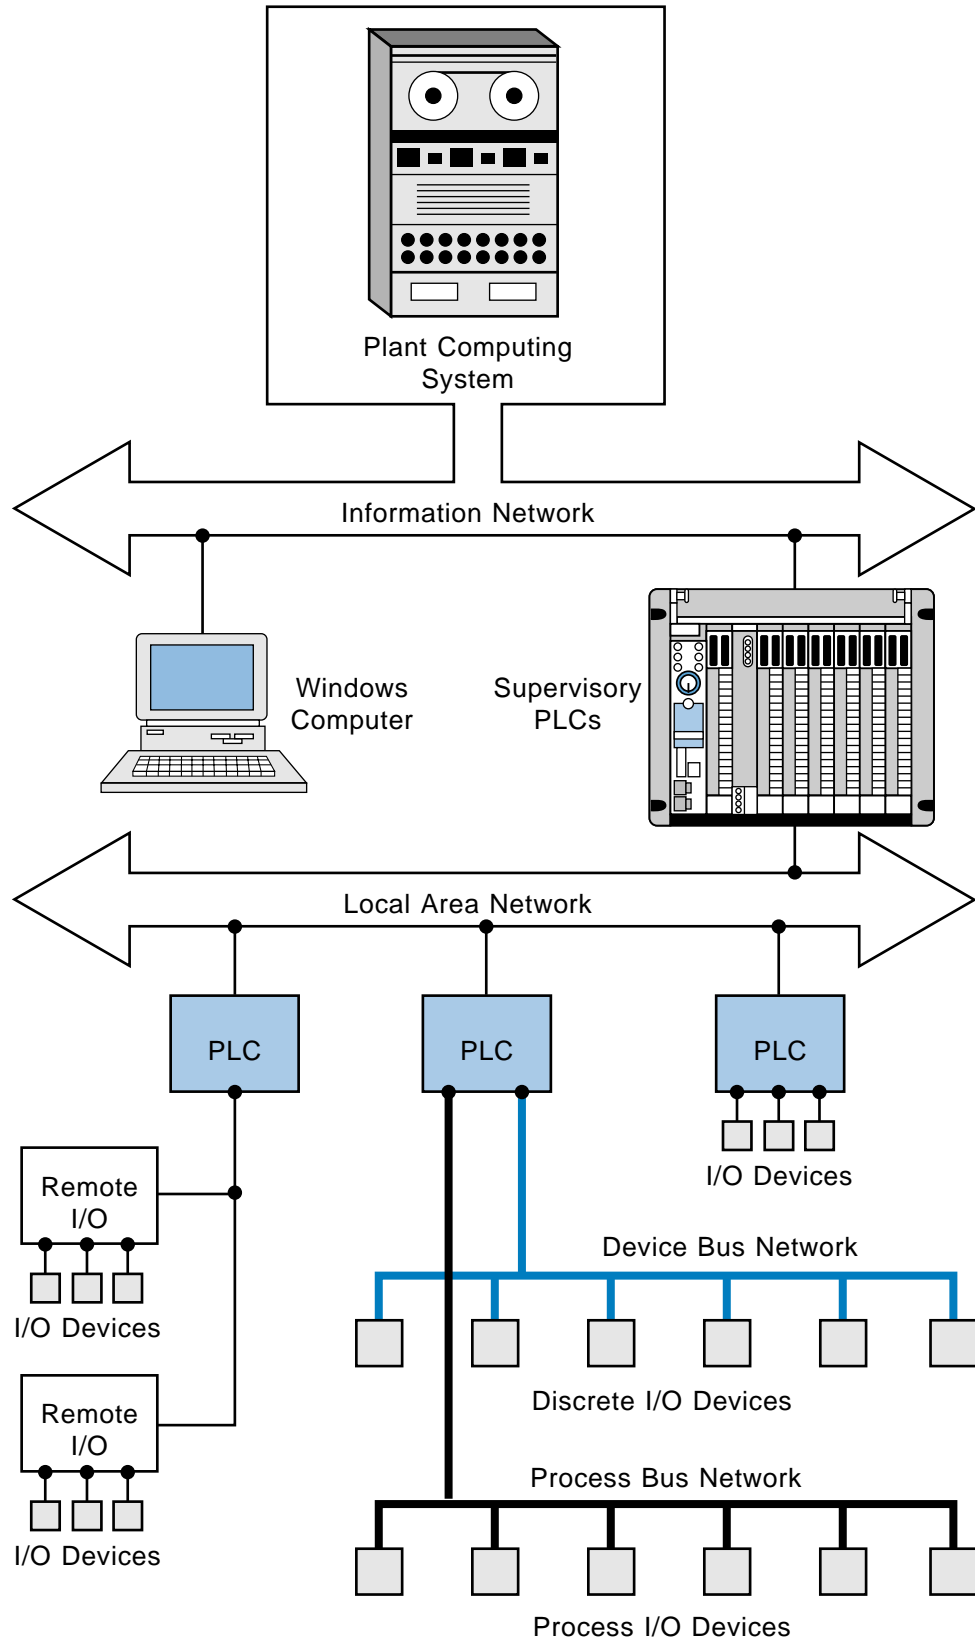 Plant Computing
System
Information Network
Windows
Computer
Supervisory
PLCs
Local Area Network
PLC
PLC
PLC
I/O Devices
Remote
I/O
I/O Devices
Device Bus Network
Discrete I/O Devices
Remote
I/O
I/O Devices
Process Bus Network
Process I/O Devices